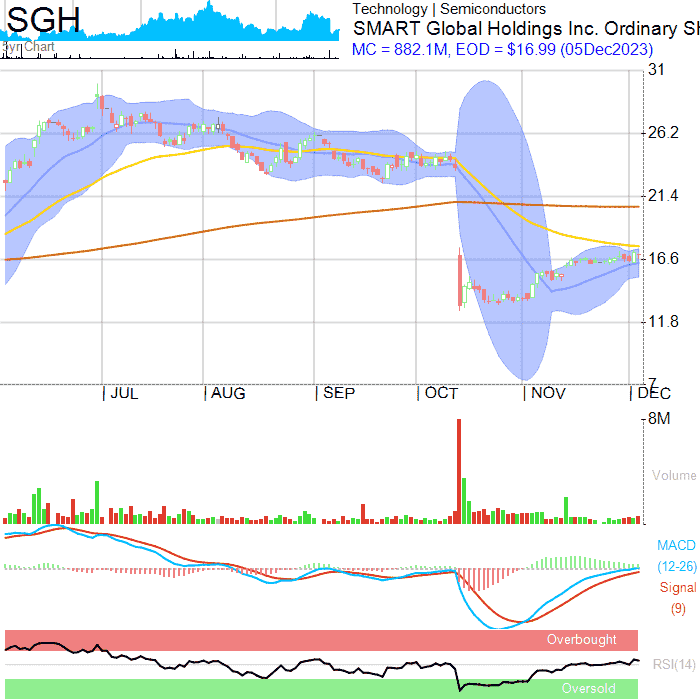 SGH
5yr Chart
Technology | Semiconductors
SMART Global Holdings Inc. Ordinary SH
MC = 882.1M, EOD = $16.99 (05Dec2023)
31
26.2
21.4
16.6
11.8
7
| JUL | AUG | SEP | OCT | NOV | DEC
8M
Volume
MACD
(12-26)
Signal
(9)
Overbought
RSI(14)
Oversold